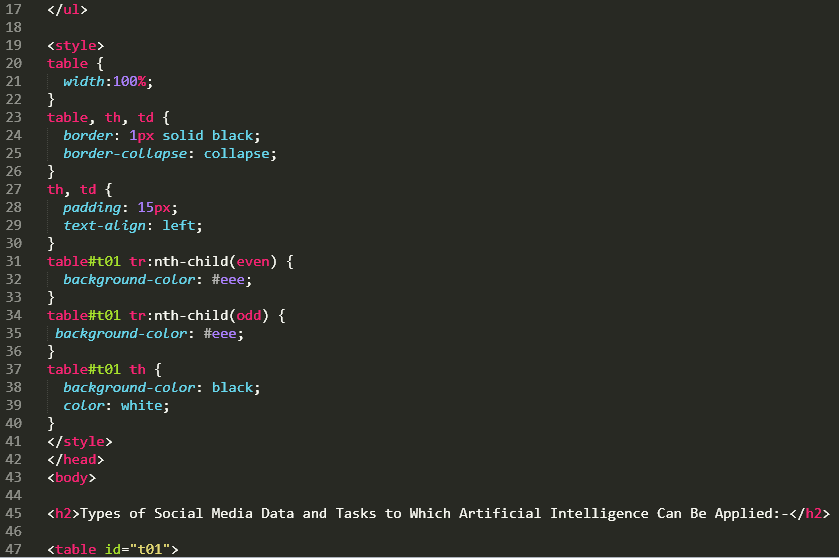 17 </ul>
18
19 <style>
20 table {
21   width:100%;
22 }
23 table, th, td {
24   border: 1px solid black;
25   border-collapse: collapse;
26 }
27 th, td {
28   padding: 15px;
29   text-align: left;
30 }
31 table#t01 tr:nth-child(even) {
32   background-color: #eee;
33 }
34 table#t01 tr:nth-child(odd) {
35  background-color: #eee;
36 }
37 table#t01 th {
38   background-color: black;
39   color: white;
40 }
41 </style>
42 </head>
43 <body>
44
45 <h2>Types of Social Media Data and Tasks to Which Artificial Intelligence Can Be Applied:-</h2>
46
47 <table id="t01">